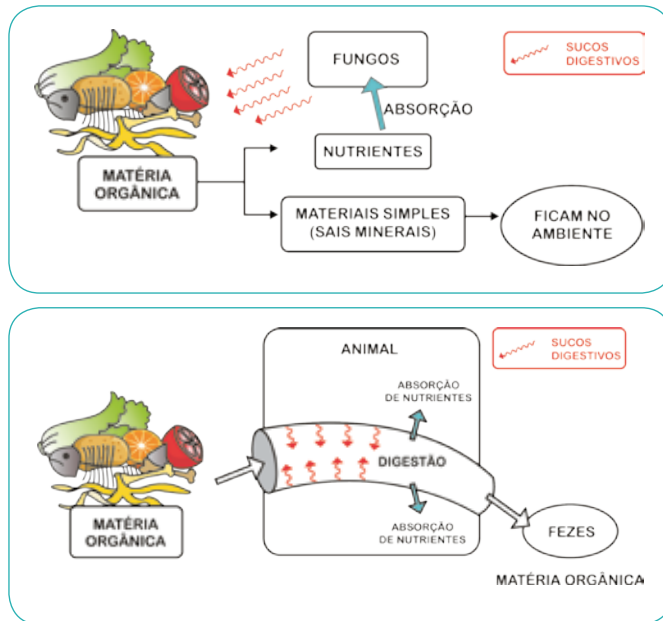 FUNGOS
SUCOS
DIGESTIVOS
ABSORÇÃO
NUTRIENTES
MATÉRIA
ORGÂNICA
MATERIAIS SIMPLES
(SAIS MINERAIS)
FICAM NO
AMBIENTE
ANIMAL
SUCOS
DIGESTIVOS
ABSORÇÃO
DE NUTRIENTES
DIGESTÃO
MATÉRIA
ORGÂNICA
ABSORÇÃO
DE NUTRIENTES
FEZES
MATÉRIA ORGÂNICA